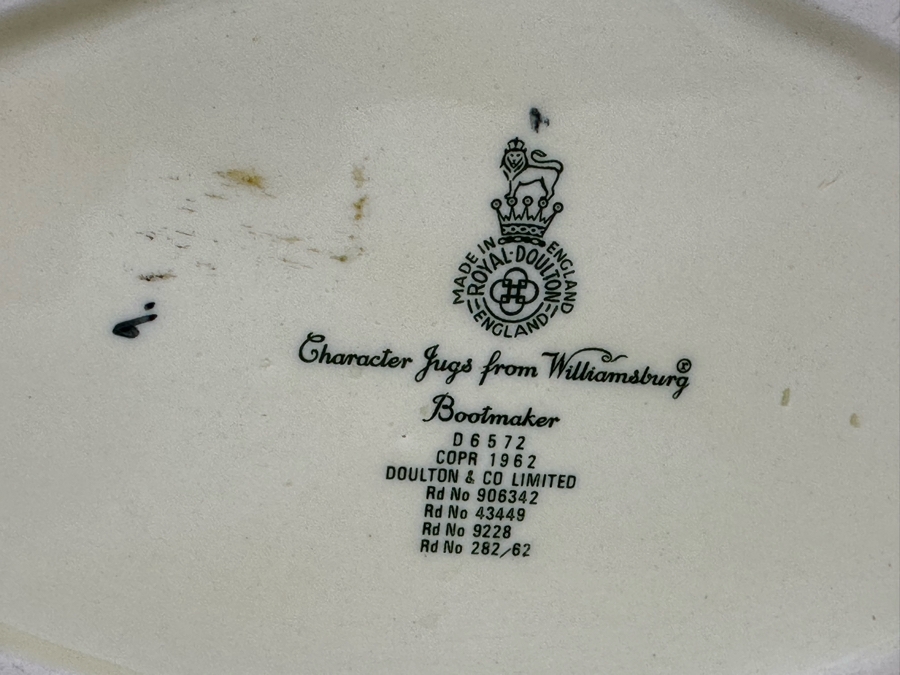 MADE IN ENGLAND
ROYAL·DOULTON
ENGLAND
Character Jugs from Williamsburg®
Bootmaker
D 6572
COPR 1962
DOULTON & CO LIMITED
Rd No 906342
Rd No 43449
Rd No 9228
Rd No 282/62